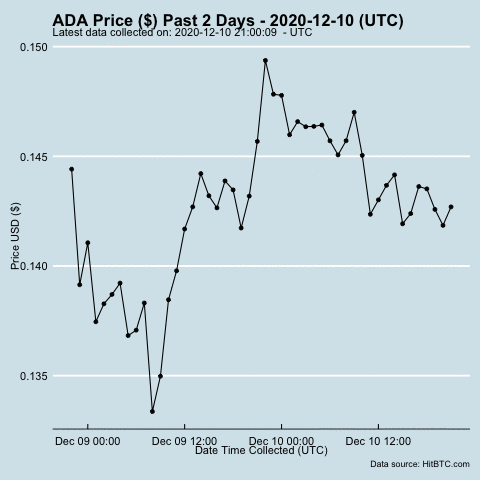 ADA Price ($) Past 2 Days - 2020-12-10 (UTC)
Latest data collected on: 2020-12-10 21:00:09  - UTC
0.150
0.145
0.140
0.135
Price USD ($)
Dec 09 00:00
Dec 09 12:00
Dec 10 00:00
Dec 10 12:00
Date Time Collected (UTC)
Data source: HitBTC.com